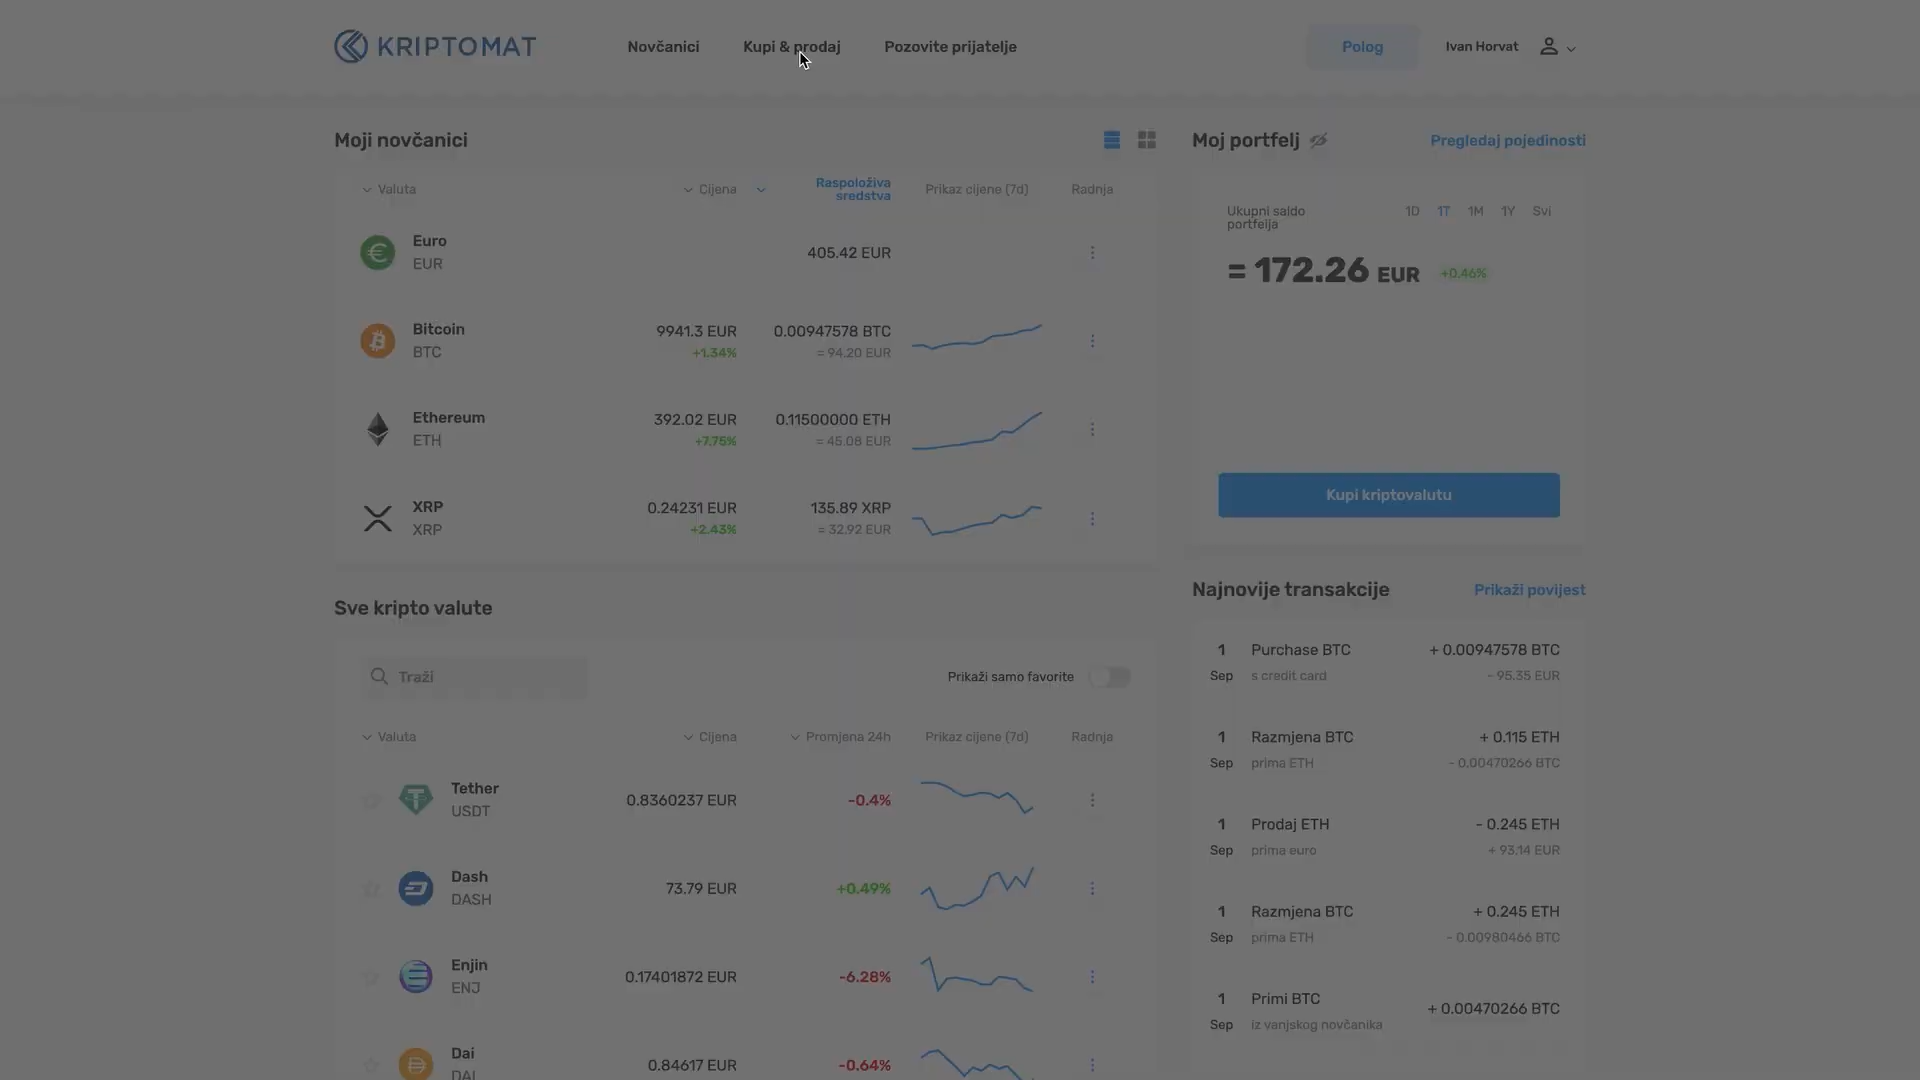 KRIPTOMAT
Novčanici
Kupi & prodaj
Pozovite prijatelje
Polog
Ivan Horvat
Moji novčanici
Valuta
Cijena
Raspoloživa
sredstva
Prikaz cijene (7d)
Radnja
Euro
EUR
405.42 EUR
Bitcoin
BTC
9941.3 EUR
+1.34%
0.00947578 BTC
= 94.20 EUR
Ethereum
ETH
392.02 EUR
+7.75%
0.11500000 ETH
= 45.08 EUR
XRP
XRP
0.24231 EUR
+2.43%
135.89 XRP
= 32.92 EUR
Moj portfelj
Pregledaj pojedinosti
Ukupni saldo
portfelja
1D 1T 1M 1Y Svi
= 172.26 EUR
+0.46%
Kupi kriptovalutu
Sve kripto valute
Traži
Prikaži samo favorite
Valuta
Cijena
Promjena 24h
Prikaz cijene (7d)
Radnja
Tether
USDT
0.8360237 EUR
-0.4%
Dash
DASH
73.79 EUR
+0.49%
Enjin
ENJ
0.17401872 EUR
-6.28%
Dai
DAI
0.84617 EUR
-0.64%
Najnovije transakcije
Prikaži povijest
1 Purchase BTC + 0.00947578 BTC
Sep s credit card - 95.35 EUR
1 Razmjena BTC + 0.115 ETH
Sep prima ETH - 0.00470266 BTC
1 Prodaj ETH - 0.245 ETH
Sep prima euro + 93.14 EUR
1 Razmjena BTC + 0.245 ETH
Sep prima ETH - 0.00980466 BTC
1 Primi BTC + 0.00470266 BTC
Sep iz vanjskog novčanika